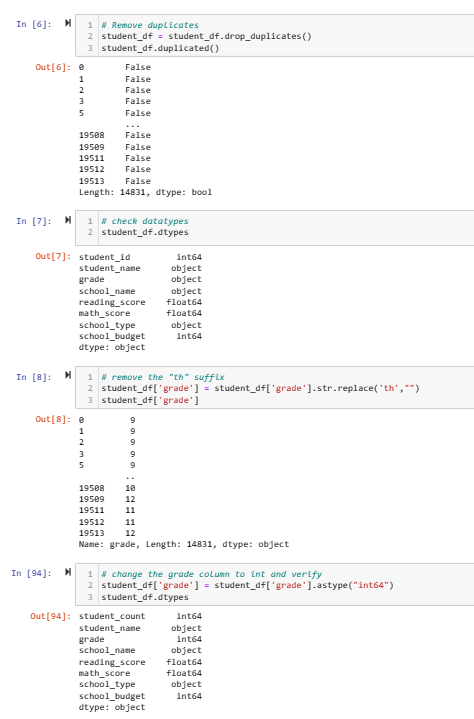 In [6]: 1 # Remove duplicates
2 student_df = student_df.drop_duplicates()
3 student_df.duplicated()
Out[6]: 0 False
1 False
2 False
3 False
5 False
...
19508 False
19509 False
19511 False
19512 False
19513 False
Length: 14831, dtype: bool
In [7]: 1 # check datatypes
2 student_df.dtypes
Out[7]: student_id int64
student_name object
grade object
school_name object
reading_score float64
math_score float64
school_type object
school_budget int64
dtype: object
In [8]: 1 # remove the "th" suffix
2 student_df['grade'] = student_df['grade'].str.replace('th',"")
3 student_df['grade']
Out[8]: 0 9
1 9
2 9
3 9
5 9
..
19508 10
19509 12
19511 11
19512 11
19513 12
Name: grade, Length: 14831, dtype: object
In [94]: 1 # change the grade column to int and verify
2 student_df['grade'] = student_df['grade'].astype("int64")
3 student_df.dtypes
Out[94]: student_count int64
student_name object
grade int64
school_name object
reading_score float64
math_score float64
school_type object
school_budget int64
dtype: object